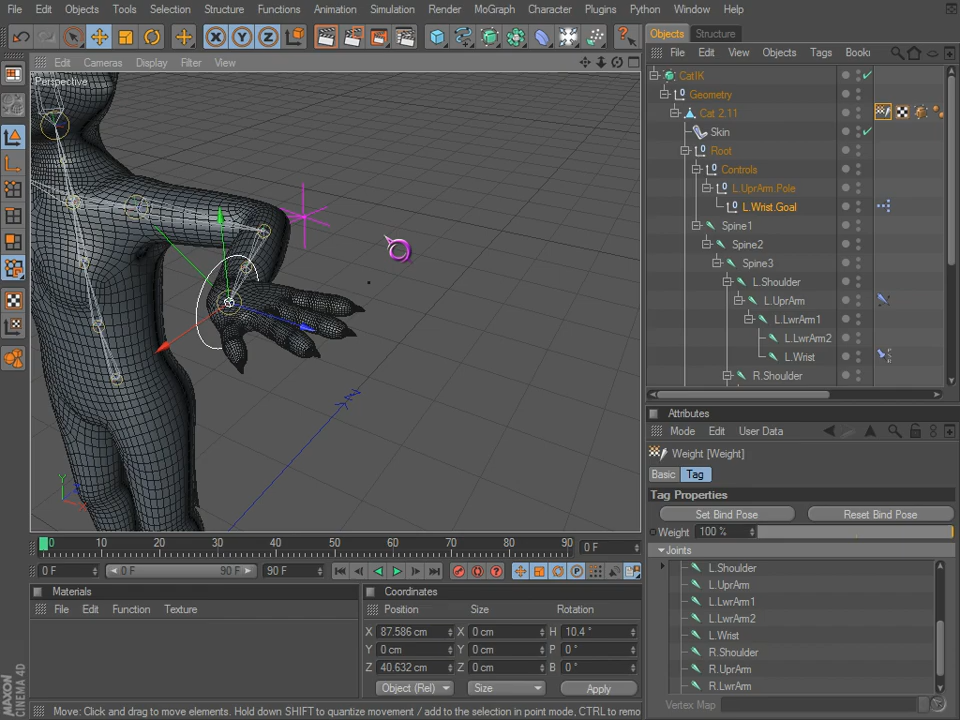 File Edit Objects Tools Selection Structure Functions Animation Simulation Render MoGraph Character Plugins Python Window Help
Objects Structure
Edit Cameras Display Filter View
File Edit View Objects Tags Booki
Perspective
CatIK
Geometry
Cat 2.11
Skin
Root
Controls
L.UprArm.Pole
L.Wrist.Goal
Spine1
Spine2
Spine3
L.Shoulder
L.UprArm
L.LwrArm1
L.LwrArm2
L.Wrist
R.Shoulder
Y
X
Z
Attributes
Mode Edit User Data
Weight [Weight]
Basic Tag
Tag Properties
Set Bind Pose Reset Bind Pose
Weight 100 %
Joints
L.Shoulder
L.UprArm
L.LwrArm1
L.LwrArm2
L.Wrist
R.Shoulder
R.UprArm
R.LwrArm
Vertex Map
0 10 20 30 40 50 60 70 80 90 0 F
0 F 0 F 90 F 90 F
Materials
File Edit Function Texture
Coordinates
Position Size Rotation
X 87.586 cm X 0 cm H 10.4 °
Y 0 cm Y 0 cm P 0 °
Z 40.632 cm Z 0 cm B 0 °
Object (Rel) Size Apply
MAXON CINEMA 4D
Move: Click and drag to move elements. Hold down SHIFT to quantize movement / add to the selection in point mode, CTRL to remo